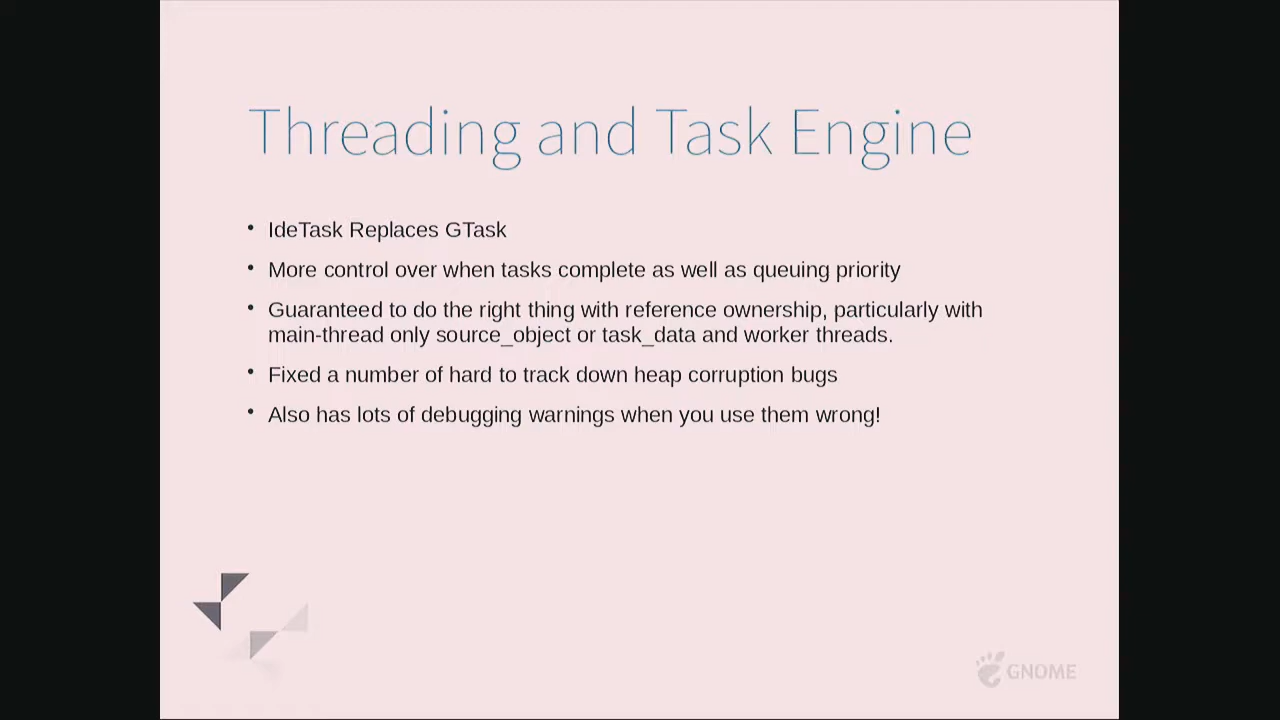 Threading and Task Engine
• IdeTask Replaces GTask
• More control over when tasks complete as well as queuing priority
• Guaranteed to do the right thing with reference ownership, particularly with
main-thread only source_object or task_data and worker threads.
• Fixed a number of hard to track down heap corruption bugs
• Also has lots of debugging warnings when you use them wrong!
GNOME